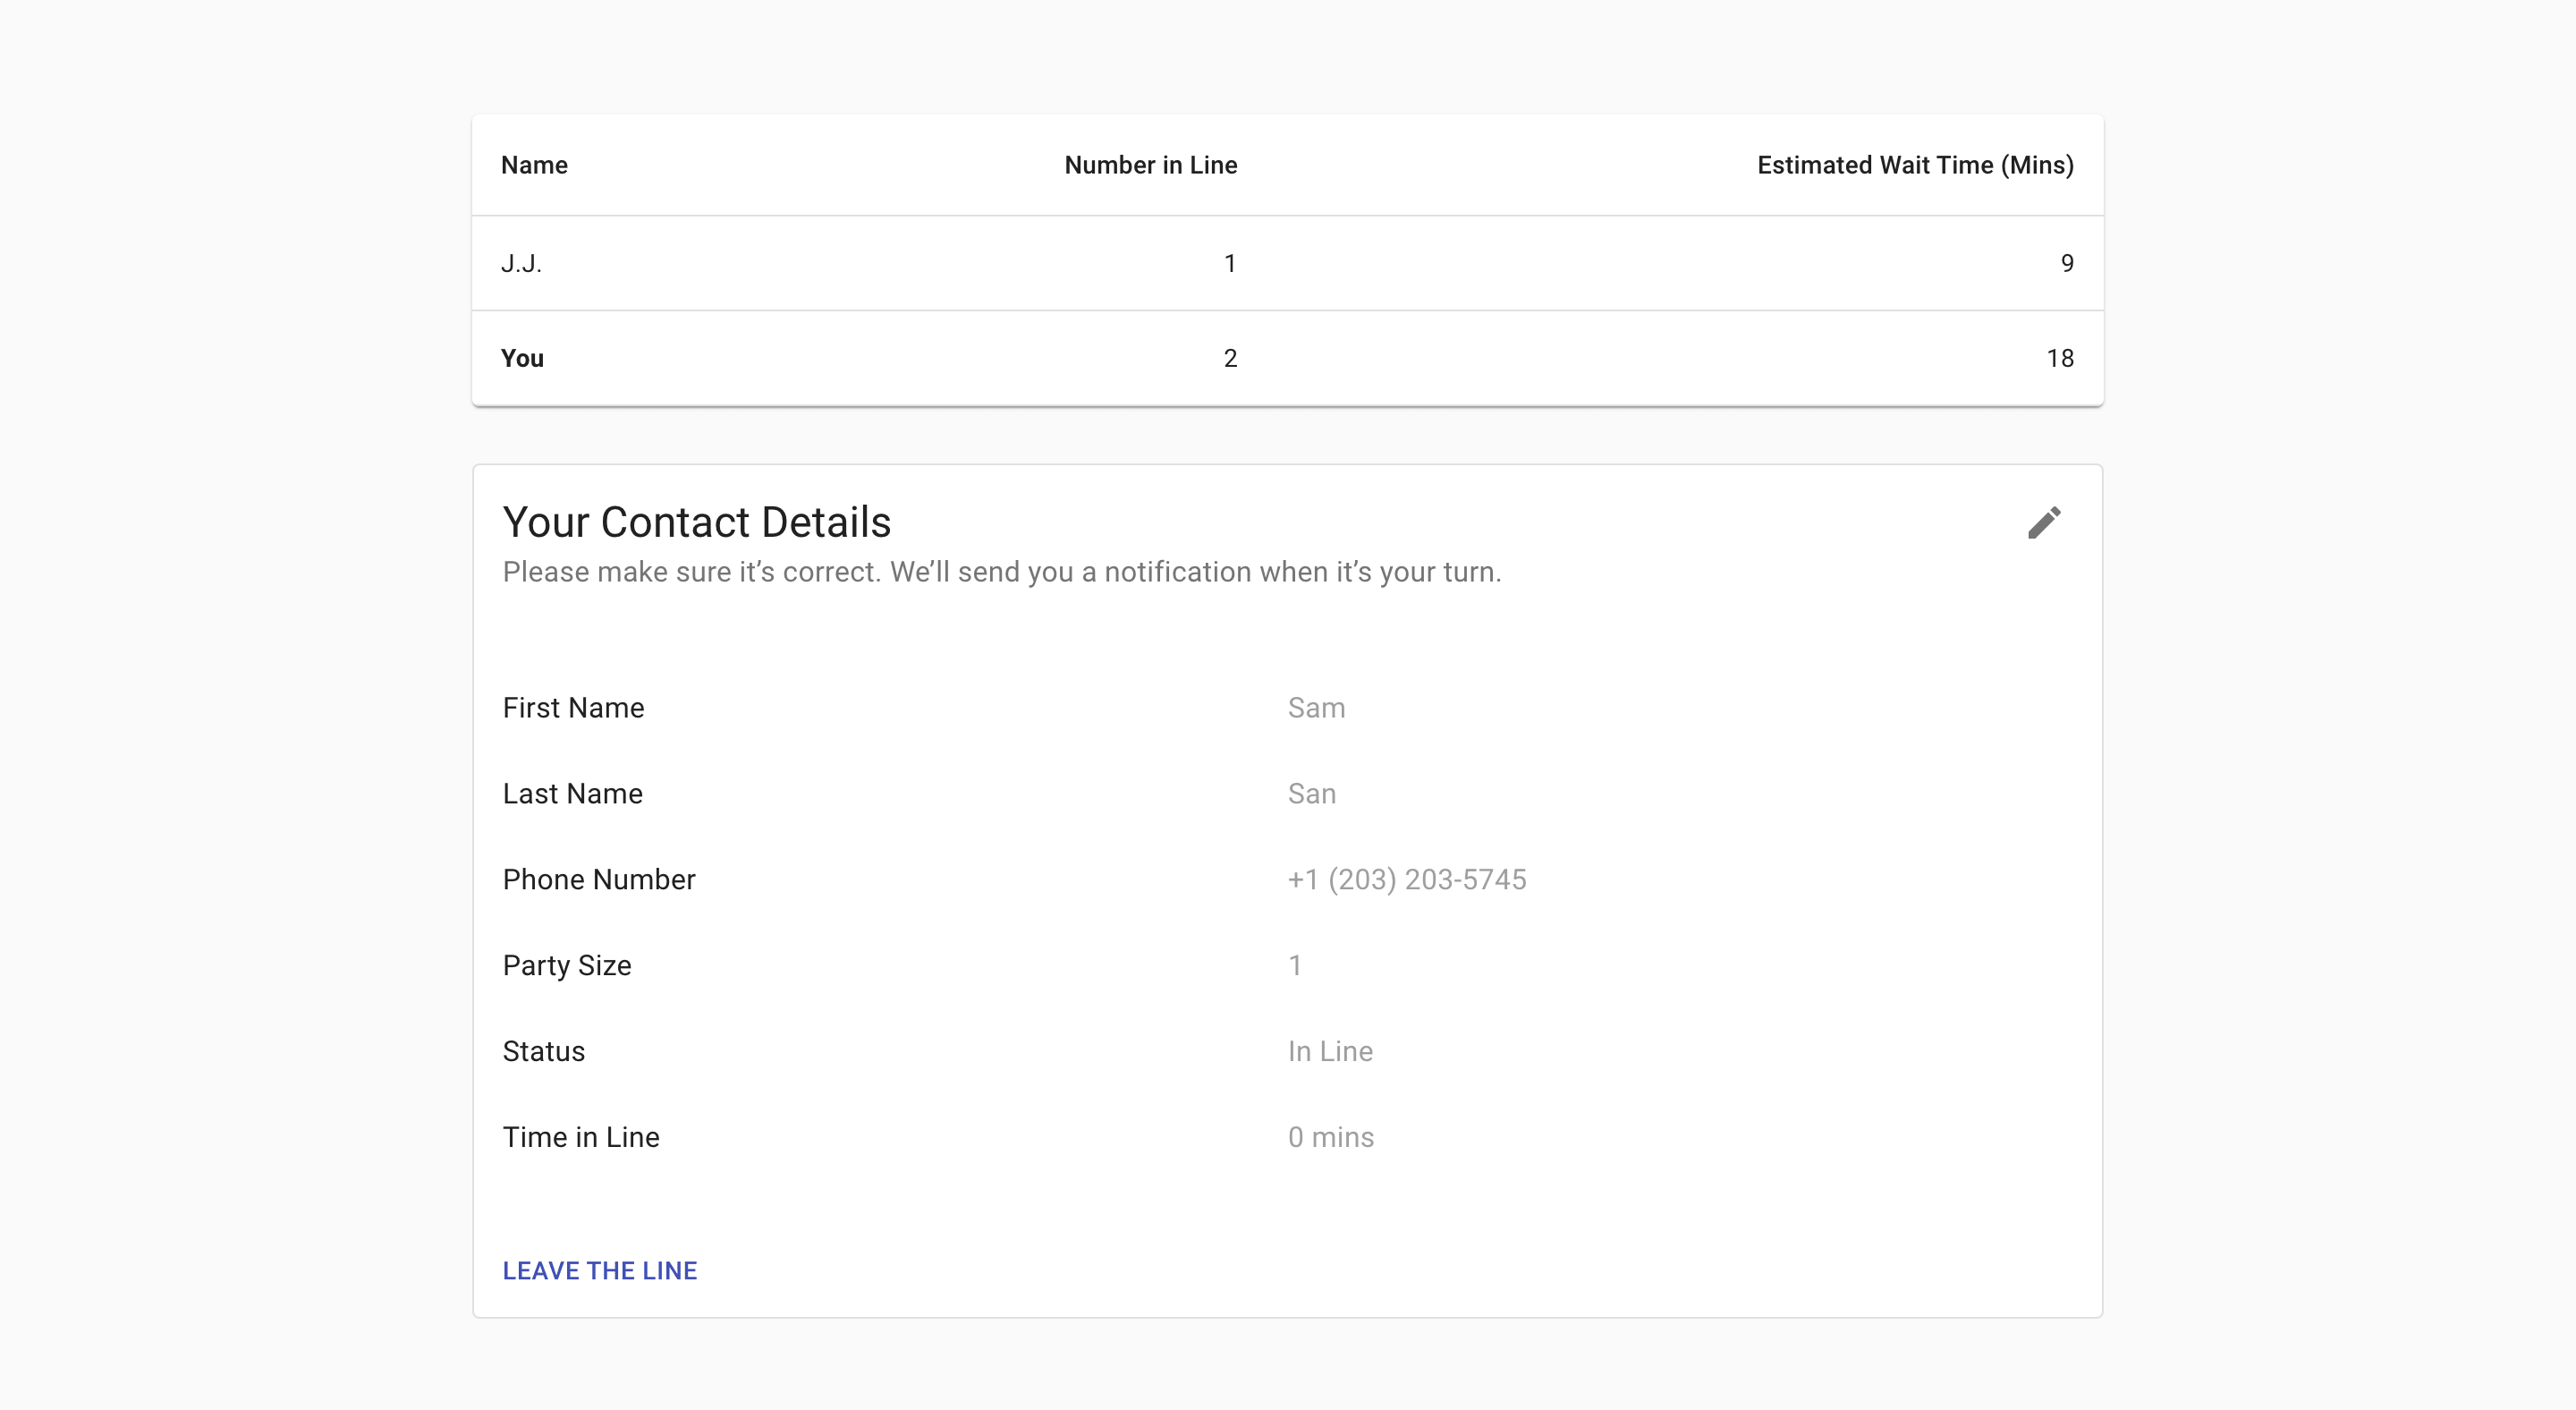 Name Number in Line Estimated Wait Time (Mins)
J.J. 1 9
You 2 18
Your Contact Details
Please make sure it’s correct. We’ll send you a notification when it’s your turn.
First Name Sam
Last Name San
Phone Number +1 (203) 203-5745
Party Size 1
Status In Line
Time in Line 0 mins
LEAVE THE LINE